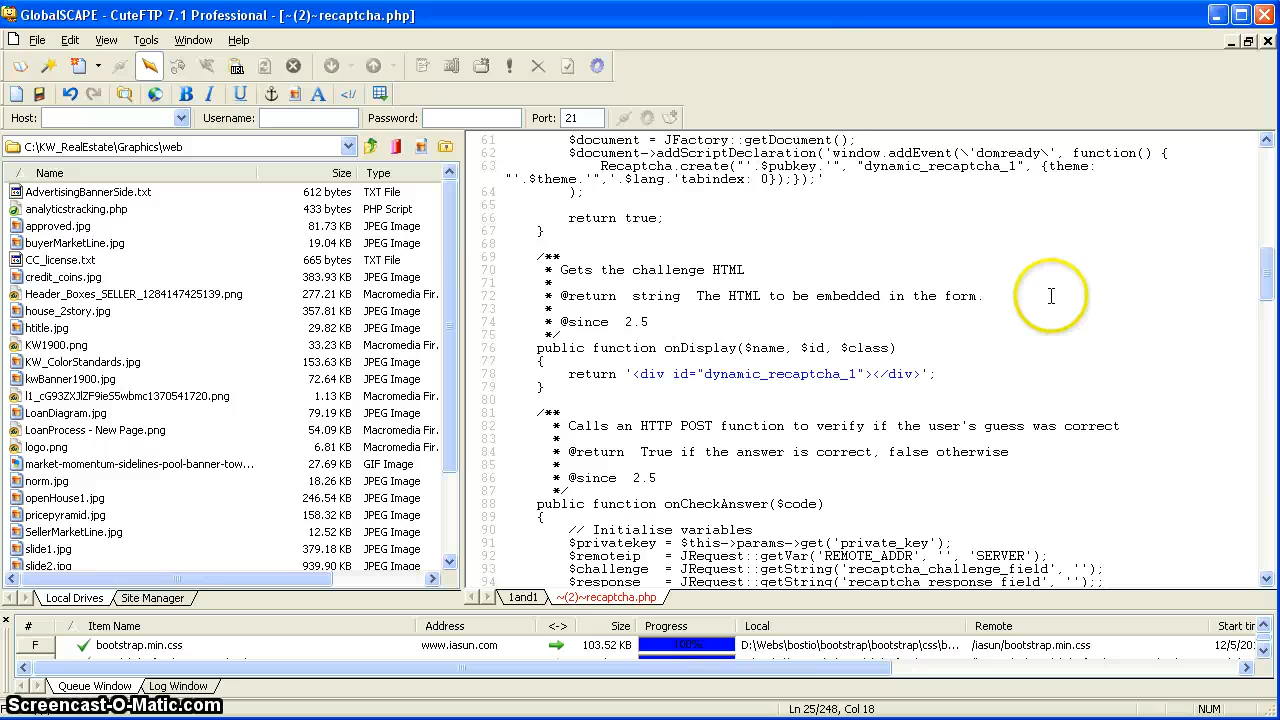 GlobalSCAPE - CuteFTP 7.1 Professional - [~(2)~recaptcha.php]
File Edit View Tools Window Help
URL
B I U A </!
Host: Username: Password: Port: 21
C:\KW_RealEstate\Graphics\web
Name Size Type
AdvertisingBannerSide.txt 612 bytes TXT File
analyticstracking.php 433 bytes PHP Script
approved.jpg 81.73 KB JPEG Image
buyerMarketLine.jpg 19.04 KB JPEG Image
CC_license.txt 665 bytes TXT File
credit_coins.jpg 383.93 KB JPEG Image
Header_Boxes_SELLER_1284147425139.png 277.21 KB Macromedia Fir...
house_2story.jpg 357.81 KB JPEG Image
htitle.jpg 29.82 KB JPEG Image
KW1900.png 33.23 KB Macromedia Fir...
KW_ColorStandards.jpg 153.63 KB JPEG Image
kwBanner1900.jpg 72.64 KB JPEG Image
l1_cG93ZXJlZF9ieS5wbmc1370541720.png 1.13 KB Macromedia Fir...
LoanDiagram.jpg 79.19 KB JPEG Image
LoanProcess - New Page.png 54.09 KB Macromedia Fir...
logo.png 6.81 KB Macromedia Fir...
market-momentum-sidelines-pool-banner-tow... 27.69 KB GIF Image
norm.jpg 18.26 KB JPEG Image
openHouse1.jpg 246.54 KB JPEG Image
pricepyramid.jpg 158.32 KB JPEG Image
SellerMarketLine.jpg 12.52 KB JPEG Image
slide1.jpg 379.18 KB JPEG Image
slide2.jpg 939.90 KB JPEG Image
Local Drives Site Manager
61 $document = JFactory::getDocument();
62 $document->addScriptDeclaration('window.addEvent(\'domready\', function() {
63 Recaptcha.create("'.$pubkey.'", "dynamic_recaptcha_1", {theme:
"'.$theme.'",'.$lang.'tabindex: 0});});'
64 );
65
66 return true;
67 }
68
69 /**
70 * Gets the challenge HTML
71 *
72 * @return string The HTML to be embedded in the form.
73 *
74 * @since 2.5
75 */
76 public function onDisplay($name, $id, $class)
77 {
78 return '<div id="dynamic_recaptcha_1"></div>';
79 }
80
81 /**
82 * Calls an HTTP POST function to verify if the user's guess was correct
83 *
84 * @return True if the answer is correct, false otherwise
85 *
86 * @since 2.5
87 */
88 public function onCheckAnswer($code)
89 {
90 // Initialise variables
91 $privatekey = $this->params->get('private_key');
92 $remoteip = JRequest::getVar('REMOTE_ADDR', '', 'SERVER');
93 $challenge = JRequest::getString('recaptcha_challenge_field', '');
94 $response = JRequest::getString('recaptcha_response_field', '');;
1and1 ~(2)~recaptcha.php
# Item Name Address <-> Size Progress Local Remote Start tir
F bootstrap.min.css www.iasun.com 103.52 KB 100% D:\Webs\bostio\bootstrap\bootstrap\css\b... /iasun/bootstrap.min.css 12/5/20:
Queue Window Log Window
Screencast-O-Matic.com
Ln 25/248, Col 18 NUM